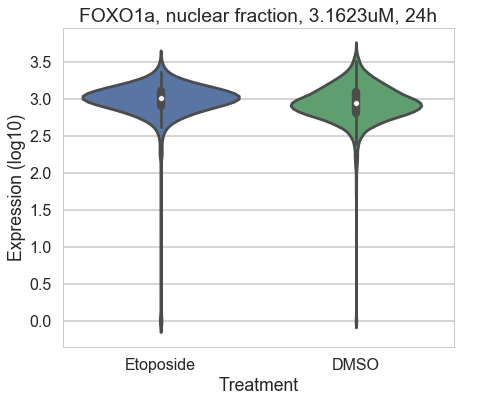 FOXO1a, nuclear fraction, 3.1623uM, 24h
Expression (log10)
3.5
3.0
2.5
2.0
1.5
1.0
0.5
0.0
Etoposide DMSO
Treatment